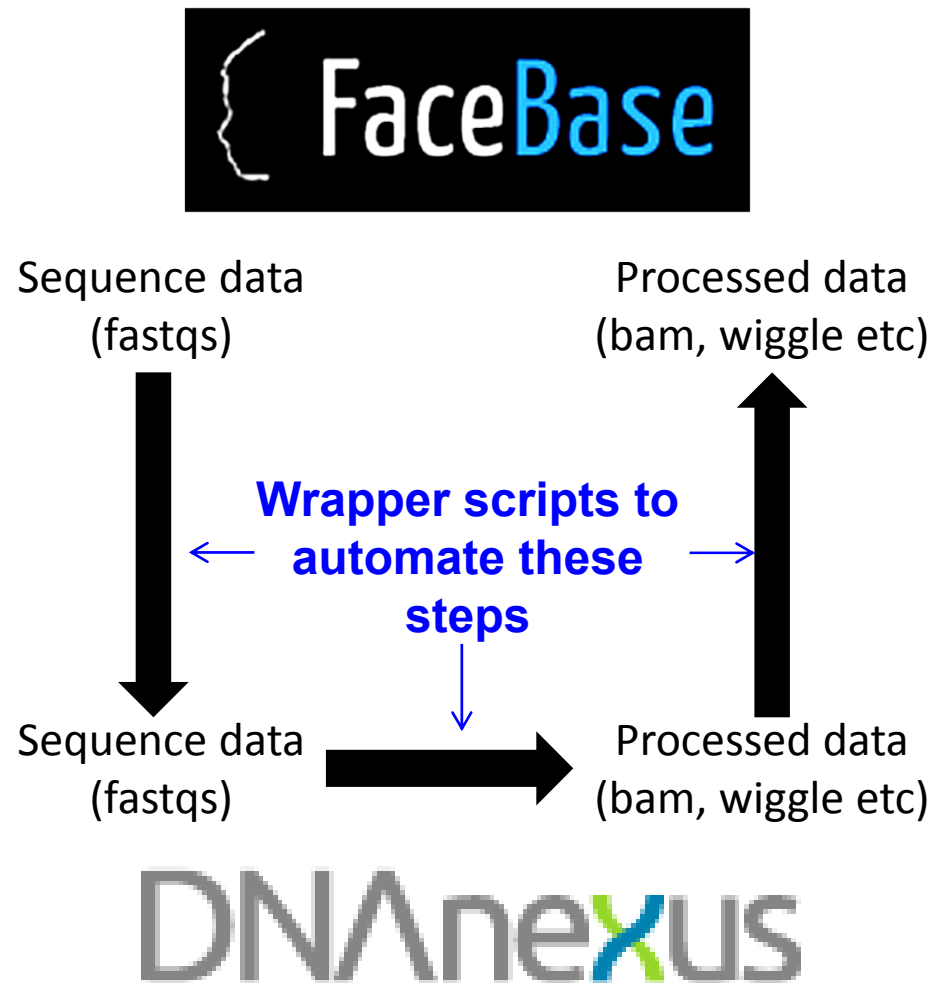 FaceBase
Sequence data
(fastqs)
Processed data
(bam, wiggle etc)
Wrapper scripts to
automate these
steps
Sequence data
(fastqs)
Processed data
(bam, wiggle etc)
DNAnexus